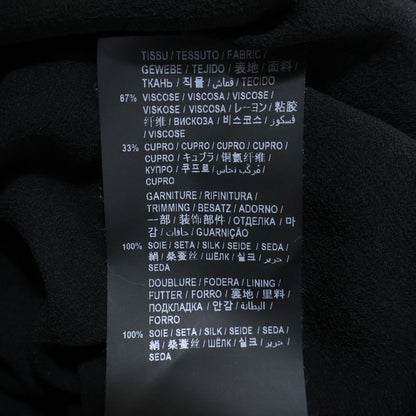 TISSU / TESSUTO / FABRIC /
GEWEBE / TEJIDO / 表地 / 面料 /
ТКАНЬ / 직물 / قماش / TECIDO
67% VISCOSE / VISCOSA / VISCOSE /
VISKOSE / VISCOSA / レーヨン / 粘胶
纤维 / ВИСКОЗА / 비스코스 / فسكوز
/ VISCOSE
33% CUPRO / CUPRO / CUPRO / CUPRO
/ CUPRO / キュプラ / 铜氨纤维 /
КУПРО / 쿠프로 / مُركب نحاس /
CUPRO
GARNITURE / RIFINITURA /
TRIMMING / BESATZ / ADORNO /
一部 / 装饰部件 / ОТДЕЛКА / 마
감 / حافات / GUARNIÇÃO
100% SOIE / SETA / SILK / SEIDE / SEDA /
絹 / 桑蚕丝 / ШЁЛК / 실크 / حرير /
SEDA
DOUBLURE / FODERA / LINING /
FUTTER / FORRO / 裏地 / 里料 /
ПОДКЛАДКА / 안감 / البطانة /
FORRO
100% SOIE / SETA / SILK / SEIDE / SEDA /
絹 / 桑蚕丝 / ШЁЛК / 실크 / حرير /
SEDA